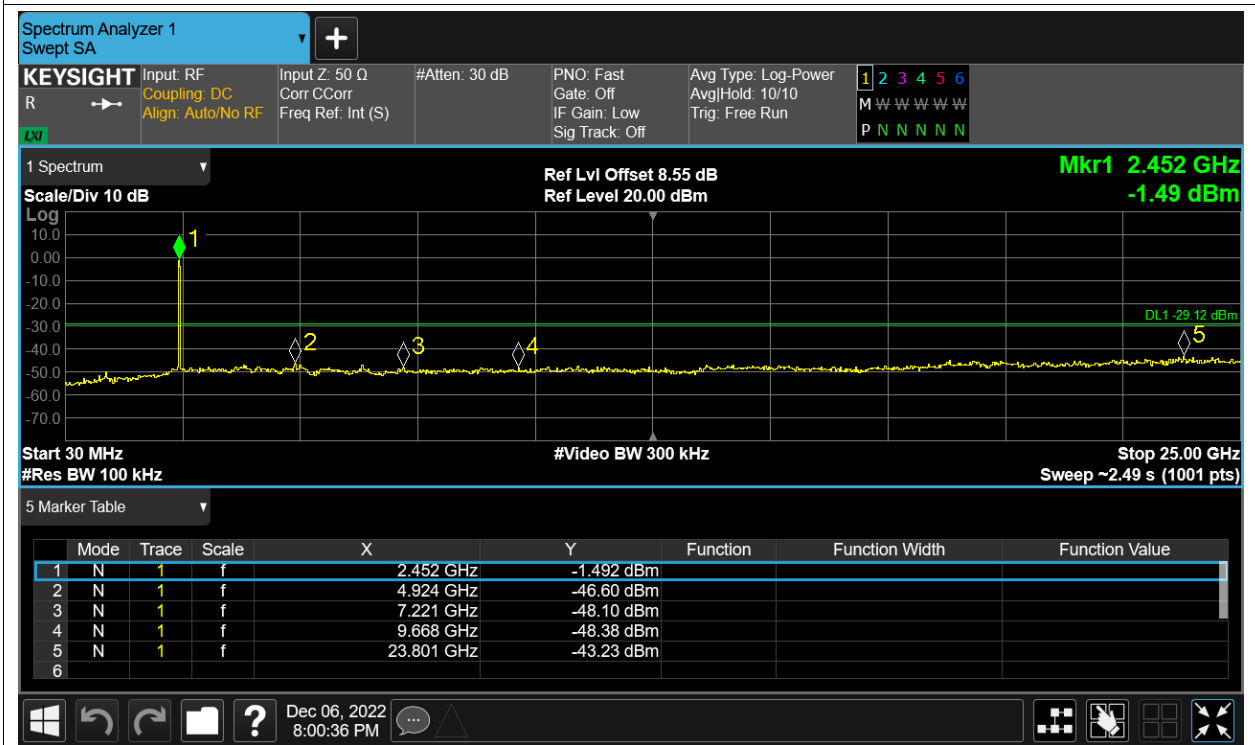 Spectrum Analyzer 1
Swept SA
KEYSIGHT
R
LXI
Input: RF
Coupling: DC
Align: Auto/No RF
Input Z: 50 Ω
Corr CCorr
Freq Ref: Int (S)
#Atten: 30 dB
PNO: Fast
Gate: Off
IF Gain: Low
Sig Track: Off
Avg Type: Log-Power
Avg|Hold: 10/10
Trig: Free Run
1 2 3 4 5 6
M W W W W W
P N N N N N
1 Spectrum
Scale/Div 10 dB
Ref Lvl Offset 8.55 dB
Ref Level 20.00 dBm
Mkr1 2.452 GHz
-1.49 dBm
Log
10.0
0.00
-10.0
-20.0
-30.0
-40.0
-50.0
-60.0
-70.0
1
2
3
4
5
DL1 -29.12 dBm
Start 30 MHz
#Video BW 300 kHz
Stop 25.00 GHz
#Res BW 100 kHz
Sweep ~2.49 s (1001 pts)
5 Marker Table
Mode Trace Scale X Y Function Function Width Function Value
1 N 1 f 2.452 GHz -1.492 dBm
2 N 1 f 4.924 GHz -46.60 dBm
3 N 1 f 7.221 GHz -48.10 dBm
4 N 1 f 9.668 GHz -48.38 dBm
5 N 1 f 23.801 GHz -43.23 dBm
6
?
Dec 06, 2022
8:00:36 PM